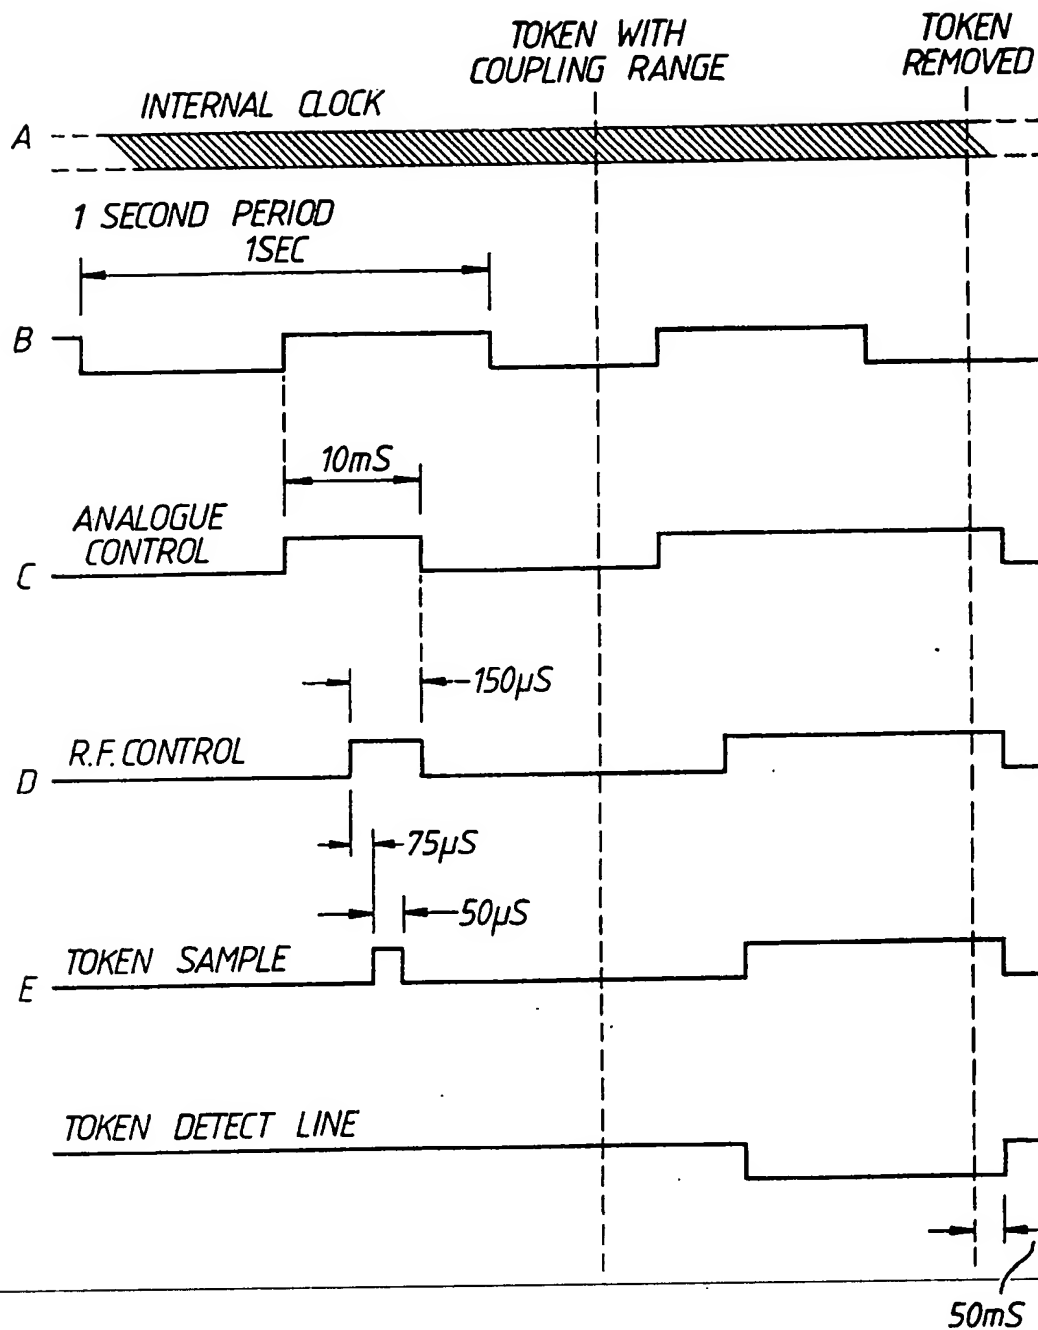 TOKEN WITH
COUPLING RANGE
TOKEN
REMOVED
INTERNAL CLOCK
A
1 SECOND PERIOD
1SEC
B
10mS
ANALOGUE
CONTROL
C
150µS
R.F. CONTROL
D
75µS
50µS
TOKEN SAMPLE
E
TOKEN DETECT LINE
50mS